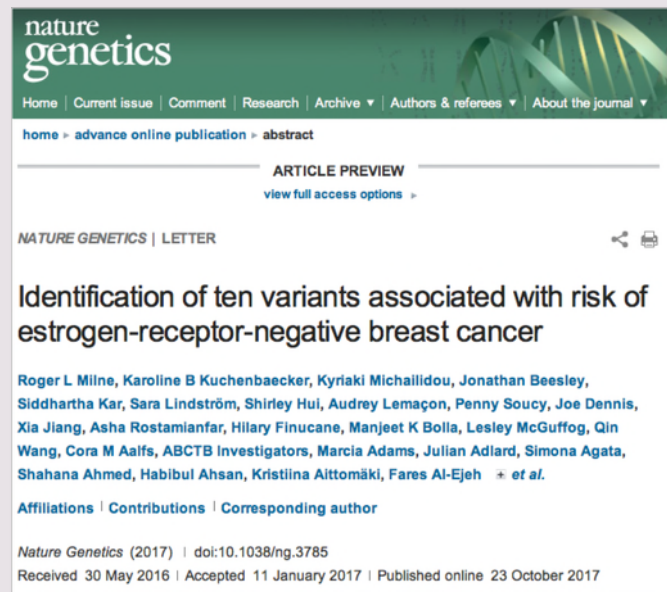 nature
genetics
Home | Current issue | Comment | Research | Archive ▼ | Authors & referees ▼ | About the journal ▼
home ▸ advance online publication ▸ abstract
ARTICLE PREVIEW
view full access options ▸
NATURE GENETICS | LETTER
Identification of ten variants associated with risk of
estrogen-receptor-negative breast cancer
Roger L Milne, Karoline B Kuchenbaecker, Kyriaki Michailidou, Jonathan Beesley,
Siddhartha Kar, Sara Lindström, Shirley Hui, Audrey Lemaçon, Penny Soucy, Joe Dennis,
Xia Jiang, Asha Rostamianfar, Hilary Finucane, Manjeet K Bolla, Lesley McGuffog, Qin
Wang, Cora M Aalfs, ABCTB Investigators, Marcia Adams, Julian Adlard, Simona Agata,
Shahana Ahmed, Habibul Ahsan, Kristiina Aittomäki, Fares Al-Ejeh + et al.
Affiliations | Contributions | Corresponding author
Nature Genetics (2017) | doi:10.1038/ng.3785
Received 30 May 2016 | Accepted 11 January 2017 | Published online 23 October 2017